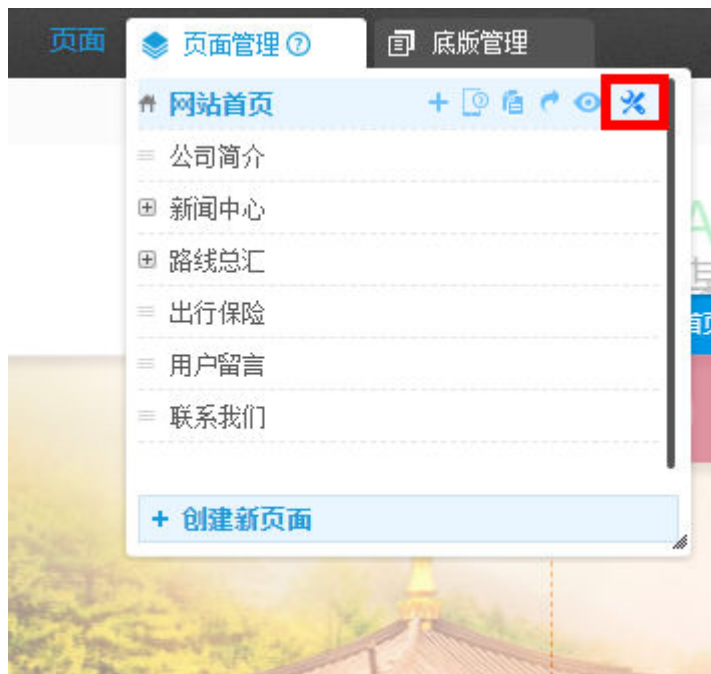 页面 页面管理 ? 底版管理
网站首页
公司简介
新闻中心
路线总汇
出行保险
用户留言
联系我们
+ 创建新页面